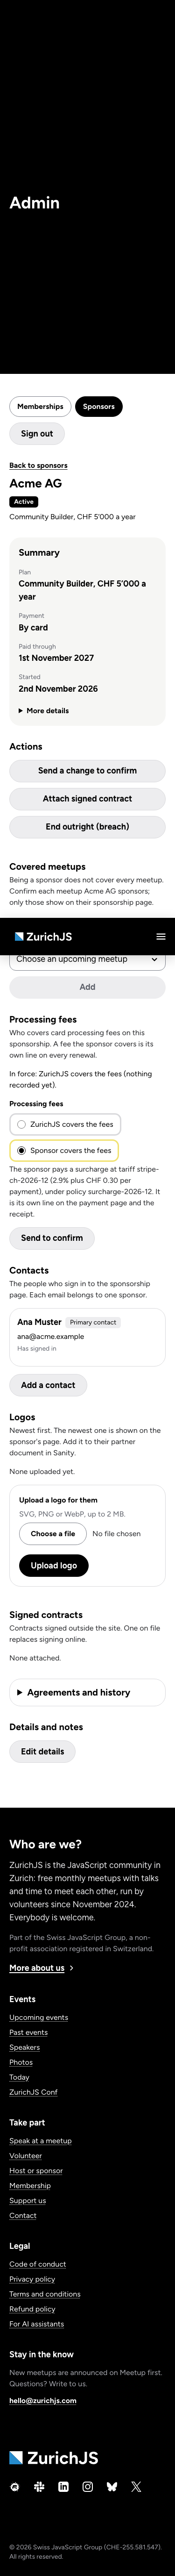 Admin
Memberships
Sponsors
Sign out
Back to sponsors
Acme AG
Active
Community Builder, CHF 5'000 a year
Summary
Plan
Community Builder, CHF 5'000 a
year
Payment
By card
Paid through
1st November 2027
Started
2nd November 2026
More details
Actions
Send a change to confirm
Attach signed contract
End outright (breach)
Covered meetups
Being a sponsor does not cover every meetup.
Confirm each meetup Acme AG sponsors;
only those show on their sponsorship page.
ZurichJS
Choose an upcoming meetup
Add
Processing fees
Who covers card processing fees on this
sponsorship. A fee the sponsor covers is its
own line on every renewal.
In force: ZurichJS covers the fees (nothing
recorded yet).
Processing fees
ZurichJS covers the fees
Sponsor covers the fees
The sponsor pays a surcharge at tariff stripe-
ch-2026-12 (2.9% plus CHF 0.30 per
payment), under policy surcharge-2026-12. It
is its own line on the payment page and the
receipt.
Send to confirm
Contacts
The people who sign in to the sponsorship
page. Each email belongs to one sponsor.
Ana Muster
Primary contact
ana@acme.example
Has signed in
Add a contact
Logos
Newest first. The newest one is shown on the
sponsor's page. Add it to their partner
document in Sanity.
None uploaded yet.
Upload a logo for them
SVG, PNG or WebP, up to 2 MB.
Choose a file
No file chosen
Upload logo
Signed contracts
Contracts signed outside the site. One on file
replaces signing online.
None attached.
Agreements and history
Details and notes
Edit details
Who are we?
ZurichJS is the JavaScript community in
Zurich: free monthly meetups with talks
and time to meet each other, run by
volunteers since November 2024.
Everybody is welcome.
Part of the Swiss JavaScript Group, a non-
profit association registered in Switzerland.
More about us
Events
Upcoming events
Past events
Speakers
Photos
Today
ZurichJS Conf
Take part
Speak at a meetup
Volunteer
Host or sponsor
Membership
Support us
Contact
Legal
Code of conduct
Privacy policy
Terms and conditions
Refund policy
For AI assistants
Stay in the know
New meetups are announced on Meetup first.
Questions? Write to us.
hello@zurichjs.com
ZurichJS
© 2026 Swiss JavaScript Group (CHE-255.581.547).
All rights reserved.